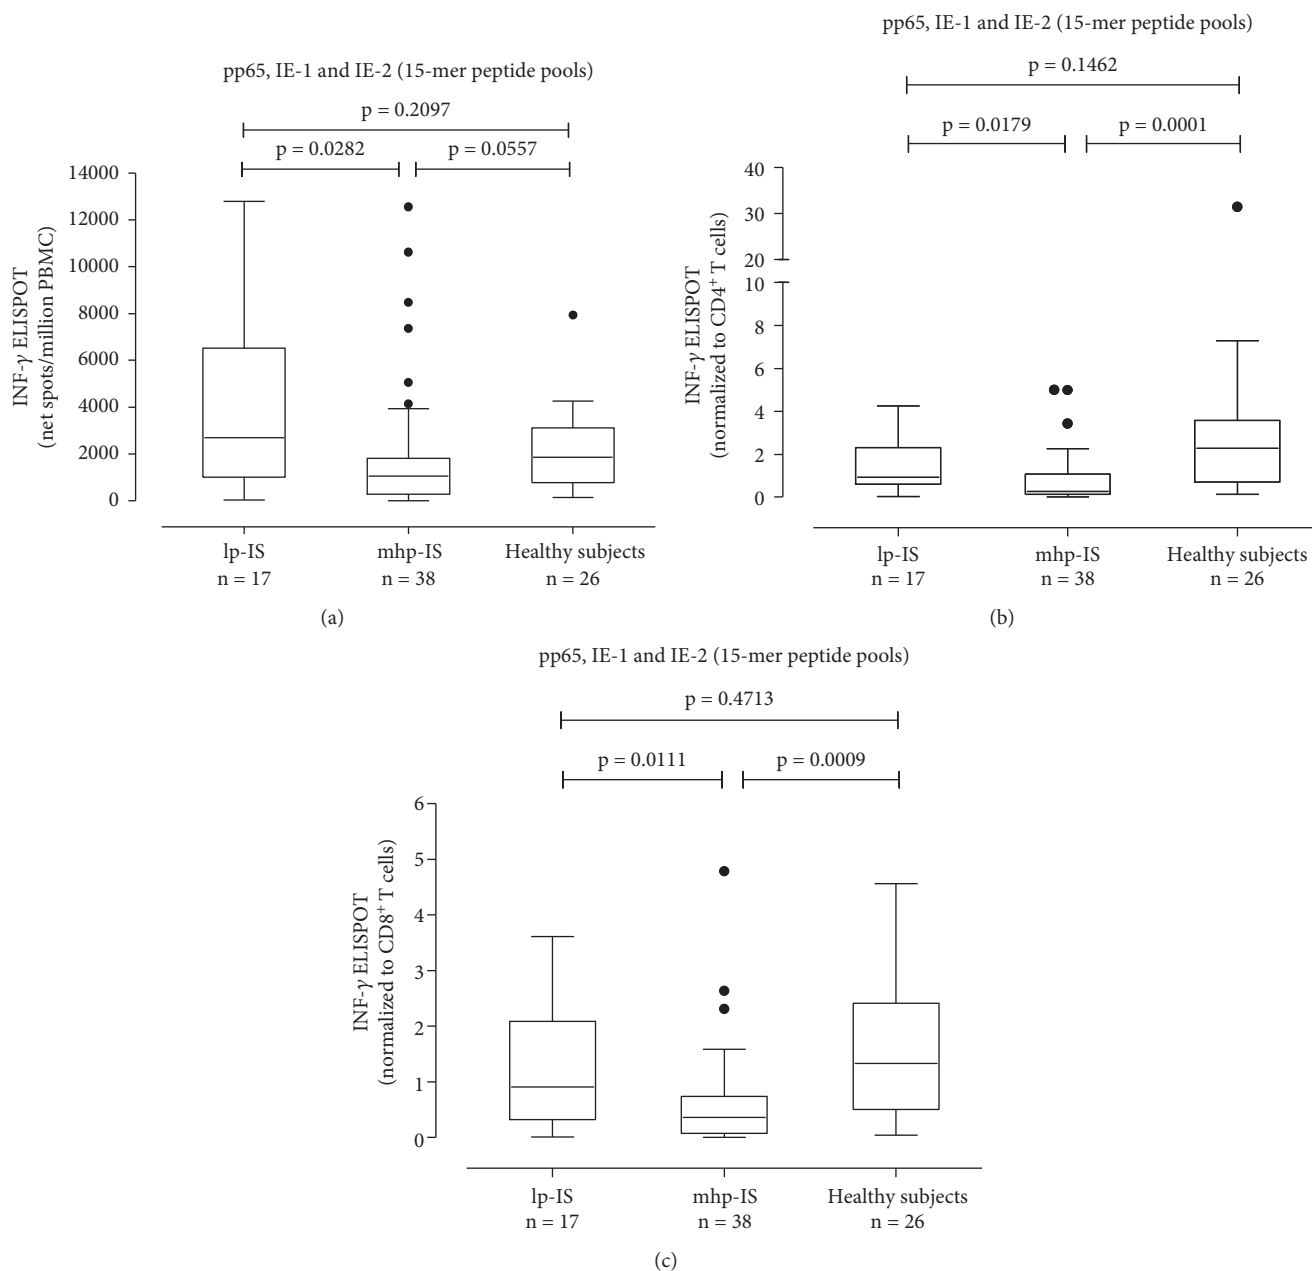 pp65, IE-1 and IE-2 (15-mer peptide pools)
p = 0.2097
p = 0.0282
p = 0.0557
14000
12000
10000
8000
6000
4000
2000
0
INF-γ ELISPOT
(net spots/million PBMC)
lp-IS
n = 17
mhp-IS
n = 38
Healthy subjects
n = 26
(a)
pp65, IE-1 and IE-2 (15-mer peptide pools)
p = 0.1462
p = 0.0179
p = 0.0001
40
30
20
10
8
6
4
2
0
INF-γ ELISPOT
(normalized to CD4⁺ T cells)
lp-IS
n = 17
mhp-IS
n = 38
Healthy subjects
n = 26
(b)
pp65, IE-1 and IE-2 (15-mer peptide pools)
p = 0.4713
p = 0.0111
p = 0.0009
6
5
4
3
2
1
0
INF-γ ELISPOT
(normalized to CD8⁺ T cells)
lp-IS
n = 17
mhp-IS
n = 38
Healthy subjects
n = 26
(c)